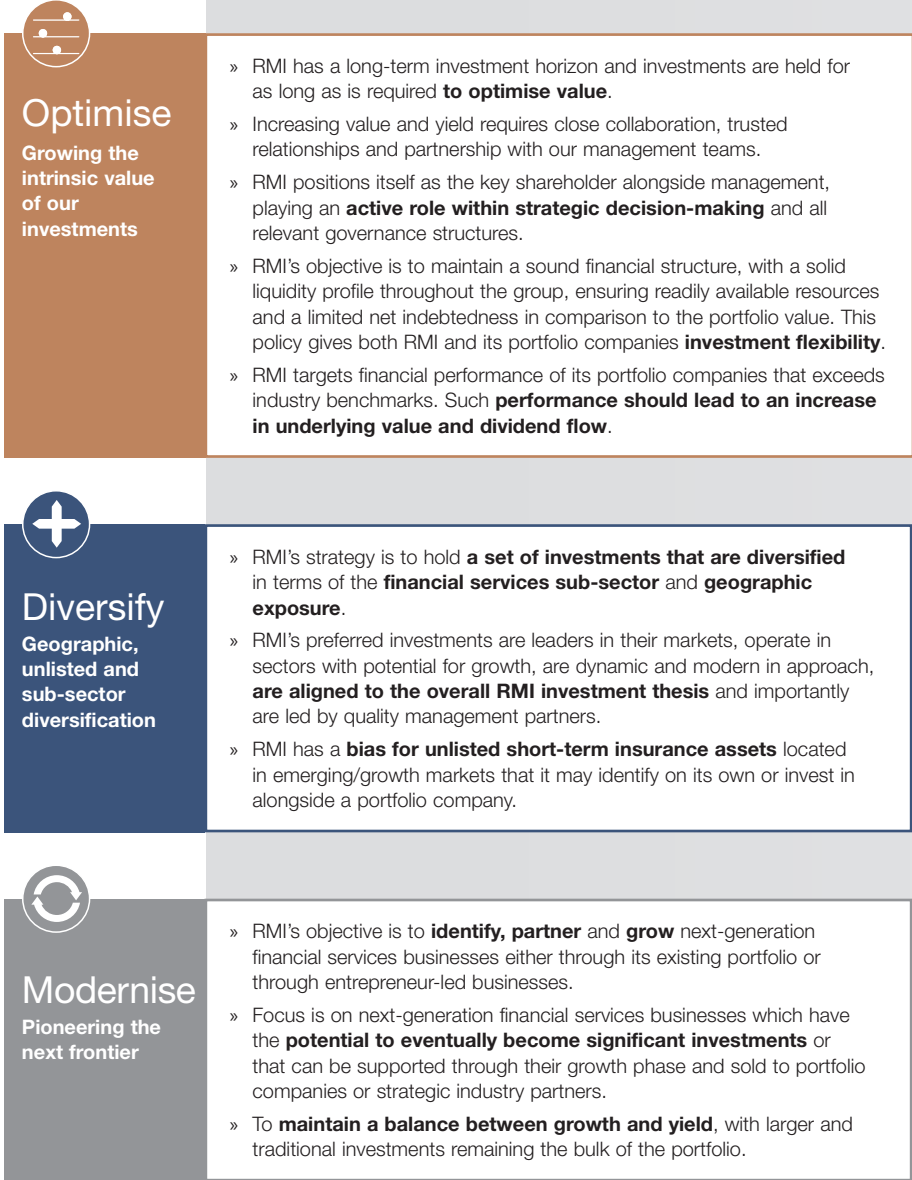 Optimise
Growing the
intrinsic value
of our
investments
» RMI has a long-term investment horizon and investments are held for
as long as is required to optimise value.
» Increasing value and yield requires close collaboration, trusted
relationships and partnership with our management teams.
» RMI positions itself as the key shareholder alongside management,
playing an active role within strategic decision-making and all
relevant governance structures.
» RMI’s objective is to maintain a sound financial structure, with a solid
liquidity profile throughout the group, ensuring readily available resources
and a limited net indebtedness in comparison to the portfolio value. This
policy gives both RMI and its portfolio companies investment flexibility.
» RMI targets financial performance of its portfolio companies that exceeds
industry benchmarks. Such performance should lead to an increase
in underlying value and dividend flow.
Diversify
Geographic,
unlisted and
sub-sector
diversification
» RMI’s strategy is to hold a set of investments that are diversified
in terms of the financial services sub-sector and geographic
exposure.
» RMI’s preferred investments are leaders in their markets, operate in
sectors with potential for growth, are dynamic and modern in approach,
are aligned to the overall RMI investment thesis and importantly
are led by quality management partners.
» RMI has a bias for unlisted short-term insurance assets located
in emerging/growth markets that it may identify on its own or invest in
alongside a portfolio company.
Modernise
Pioneering the
next frontier
» RMI’s objective is to identify, partner and grow next-generation
financial services businesses either through its existing portfolio or
through entrepreneur-led businesses.
» Focus is on next-generation financial services businesses which have
the potential to eventually become significant investments or
that can be supported through their growth phase and sold to portfolio
companies or strategic industry partners.
» To maintain a balance between growth and yield, with larger and
traditional investments remaining the bulk of the portfolio.